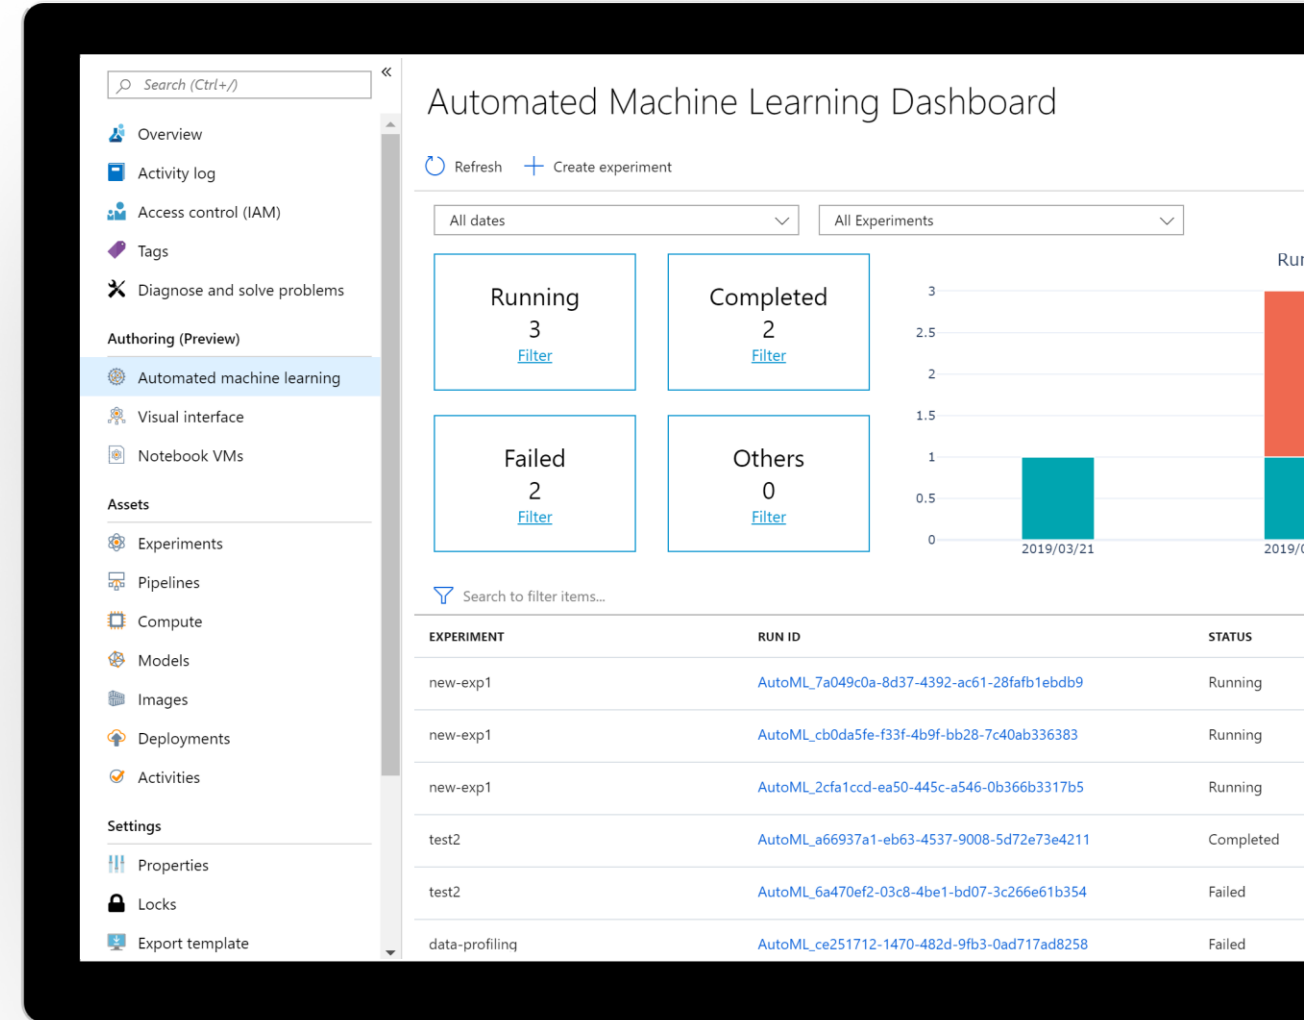 Search (Ctrl+/)
«
Overview
Activity log
Access control (IAM)
Tags
Diagnose and solve problems
Authoring (Preview)
Automated machine learning
Visual interface
Notebook VMs
Assets
Experiments
Pipelines
Compute
Models
Images
Deployments
Activities
Settings
Properties
Locks
Export template
Automated Machine Learning Dashboard
Refresh Create experiment
All dates All Experiments
Running
3
Filter
Completed
2
Filter
Failed
2
Filter
Others
0
Filter
3
2.5
2
1.5
1
0.5
0
2019/03/21
Search to filter items...
EXPERIMENT RUN ID STATUS
new-exp1 AutoML_7a049c0a-8d37-4392-ac61-28fafb1ebdb9 Running
new-exp1 AutoML_cb0da5fe-f33f-4b9f-bb28-7c40ab336383 Running
new-exp1 AutoML_2cfa1ccd-ea50-445c-a546-0b366b3317b5 Running
test2 AutoML_a66937a1-eb63-4537-9008-5d72e73e4211 Completed
test2 AutoML_6a470ef2-03c8-4be1-bd07-3c266e61b354 Failed
data-profiling AutoML_ce251712-1470-482d-9fb3-0ad717ad8258 Failed